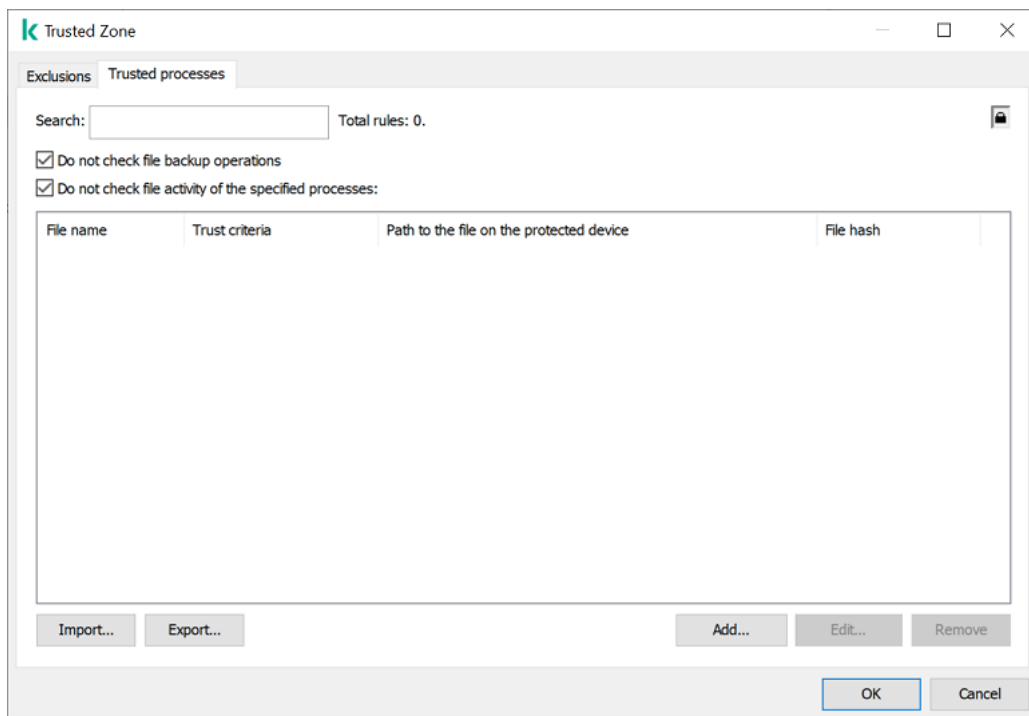 Trusted Zone
Exclusions Trusted processes
Search: Total rules: 0.
Do not check file backup operations
Do not check file activity of the specified processes:
File name Trust criteria Path to the file on the protected device File hash
Import... Export... Add... Edit... Remove
OK Cancel